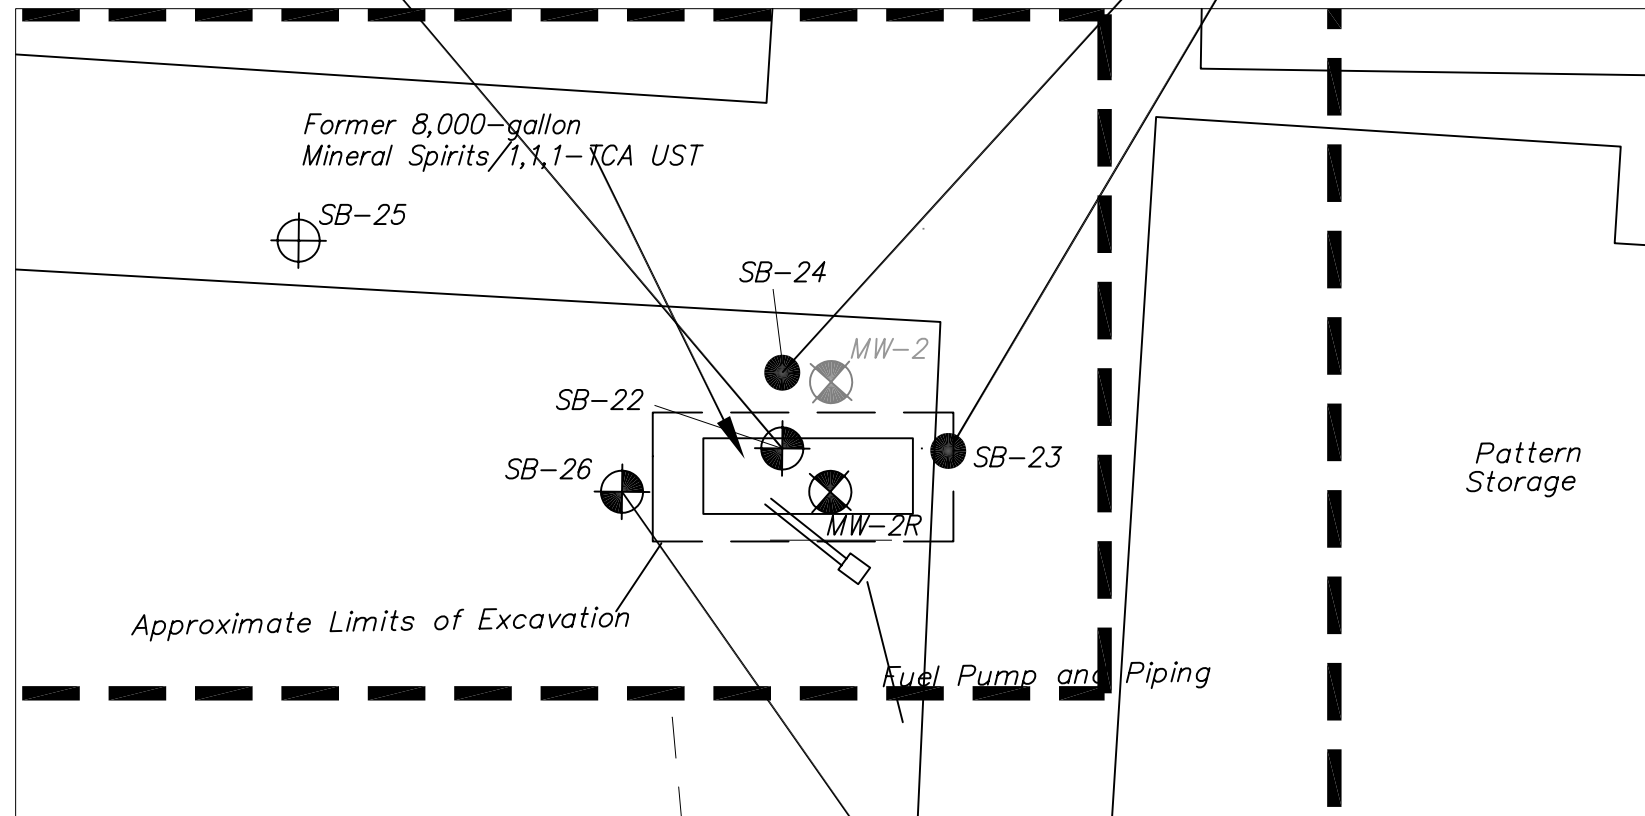 Former 8,000-gallon
Mineral Spirits/1,1,1-TCA UST
SB-25
SB-24
MW-2
SB-22
SB-26
SB-23
MW-2R
Pattern
Storage
Approximate Limits of Excavation
Fuel Pump and Piping